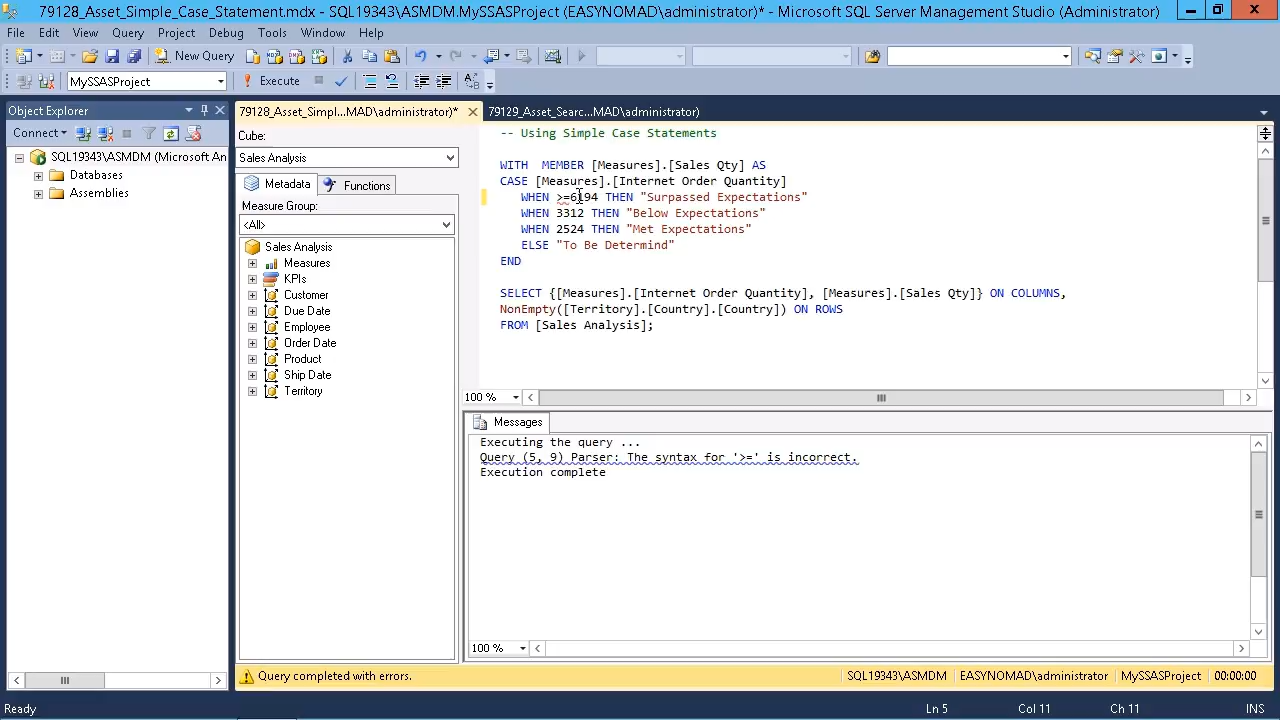 79128_Asset_Simple_Case_Statement.mdx - SQL19343\ASMDM.MySSASProject (EASYNOMAD\administrator)* - Microsoft SQL Server Management Studio (Administrator)
File Edit View Query Project Debug Tools Window Help
New Query
MySSASProject Execute
Object Explorer
Connect
SQL19343\ASMDM (Microsoft An
Databases
Assemblies
79128_Asset_Simpl...MAD\administrator)* 79129_Asset_Searc...MAD\administrator)
Cube:
Sales Analysis
Metadata Functions
Measure Group:
<All>
Sales Analysis
Measures
KPIs
Customer
Due Date
Employee
Order Date
Product
Ship Date
Territory
-- Using Simple Case Statements
WITH MEMBER [Measures].[Sales Qty] AS
CASE [Measures].[Internet Order Quantity]
WHEN >=6194 THEN "Surpassed Expectations"
WHEN 3312 THEN "Below Expectations"
WHEN 2524 THEN "Met Expectations"
ELSE "To Be Determind"
END
SELECT {[Measures].[Internet Order Quantity], [Measures].[Sales Qty]} ON COLUMNS,
NonEmpty([Territory].[Country].[Country]) ON ROWS
FROM [Sales Analysis];
100 %
Messages
Executing the query ...
Query (5, 9) Parser: The syntax for '>=' is incorrect.
Execution complete
100 %
Query completed with errors. SQL19343\ASMDM EASYNOMAD\administrator MySSASProject 00:00:00
Ready Ln 5 Col 11 Ch 11 INS